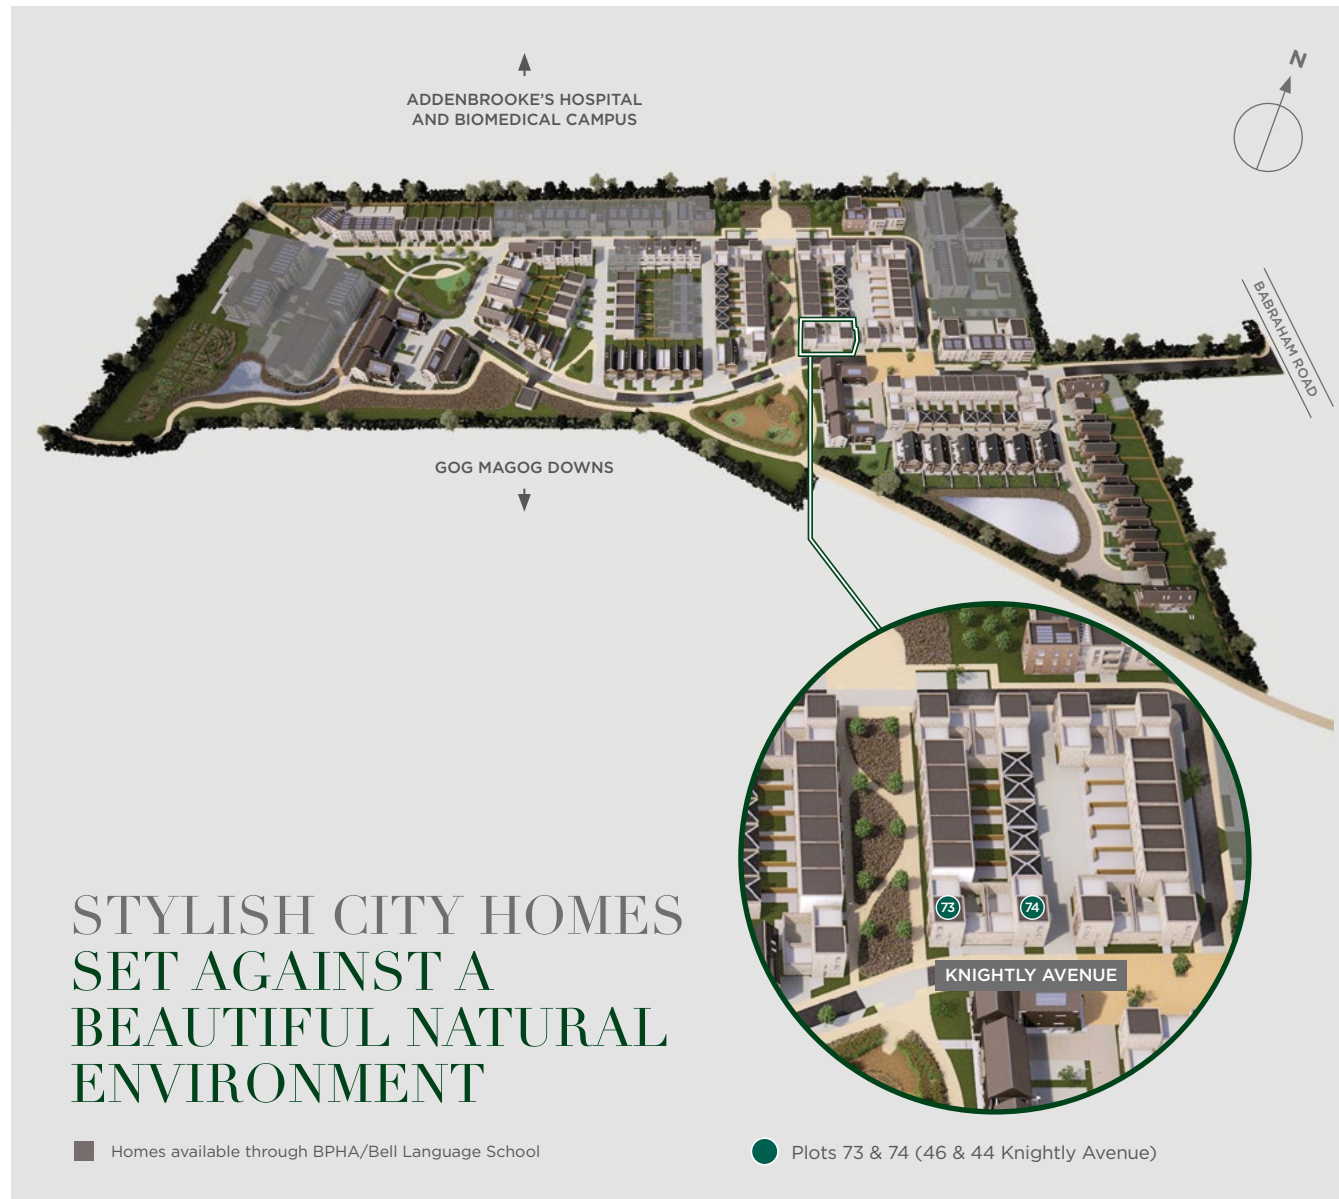 N
ADDENBROOKE'S HOSPITAL
AND BIOMEDICAL CAMPUS
BABRAHAM ROAD
GOG MAGOG DOWNS
73
74
KNIGHTLY AVENUE
STYLISH CITY HOMES
SET AGAINST A
BEAUTIFUL NATURAL
ENVIRONMENT
Homes available through BPHA/Bell Language School
Plots 73 & 74 (46 & 44 Knightly Avenue)